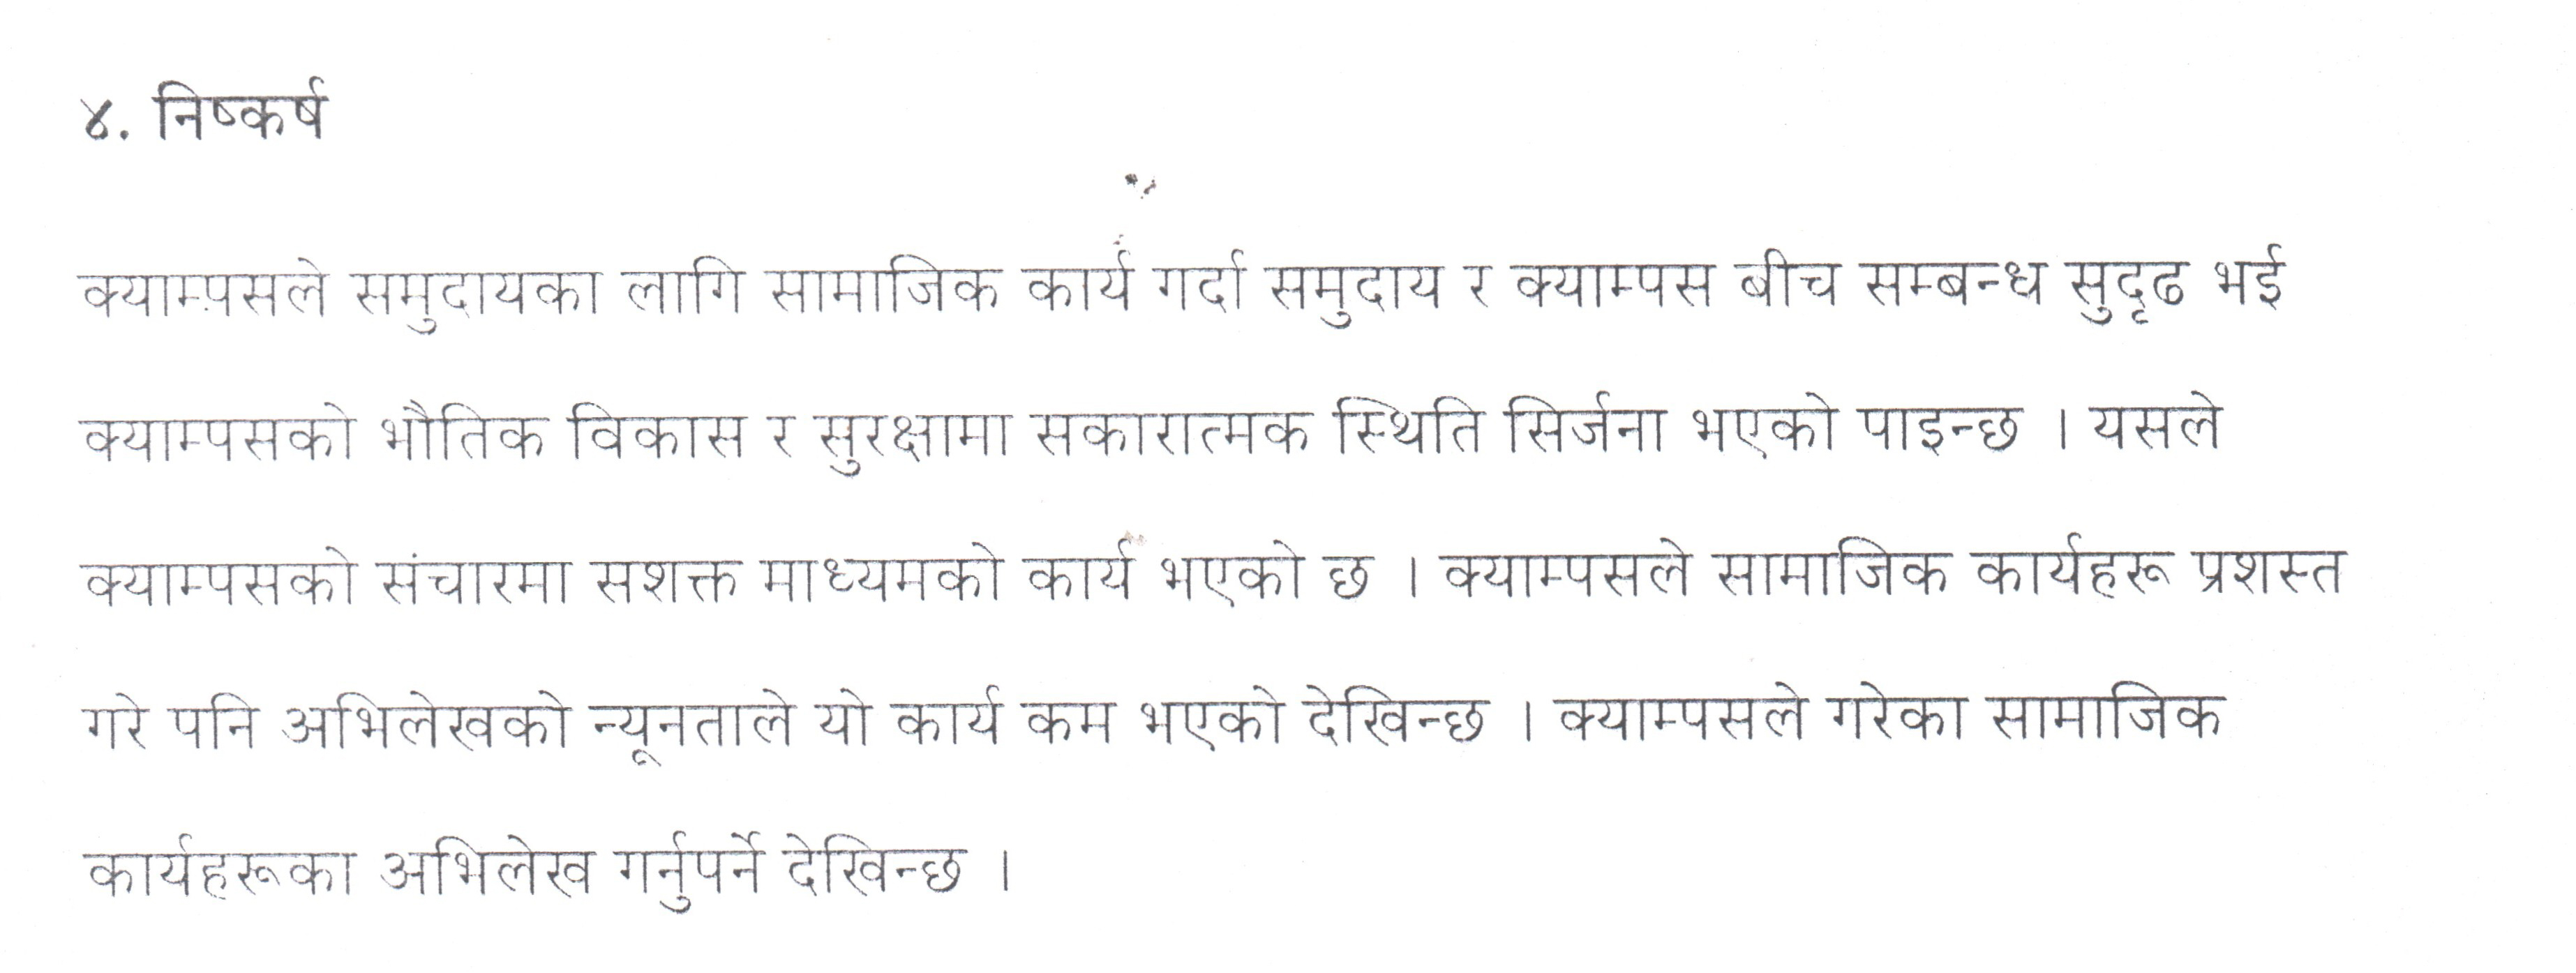 ४. निष्कर्ष
क्याम्पसले समुदायका लागि सामाजिक कार्य गर्दा समुदाय र क्याम्पस बीच सम्बन्ध सुदृढ भई
क्याम्पसको भौतिक विकास र सुरक्षामा सकारात्मक स्थिति सिर्जना भएको पाइन्छ । यसले
क्याम्पसको संचारमा सशक्त माध्यमको कार्य भएको छ । क्याम्पसले सामाजिक कार्यहरू प्रशस्त
गरे पनि अभिलेखको न्यूनताले यो कार्य कम भएको देखिन्छ । क्याम्पसले गरेका सामाजिक
कार्यहरूका अभिलेख गर्नुपर्ने देखिन्छ ।